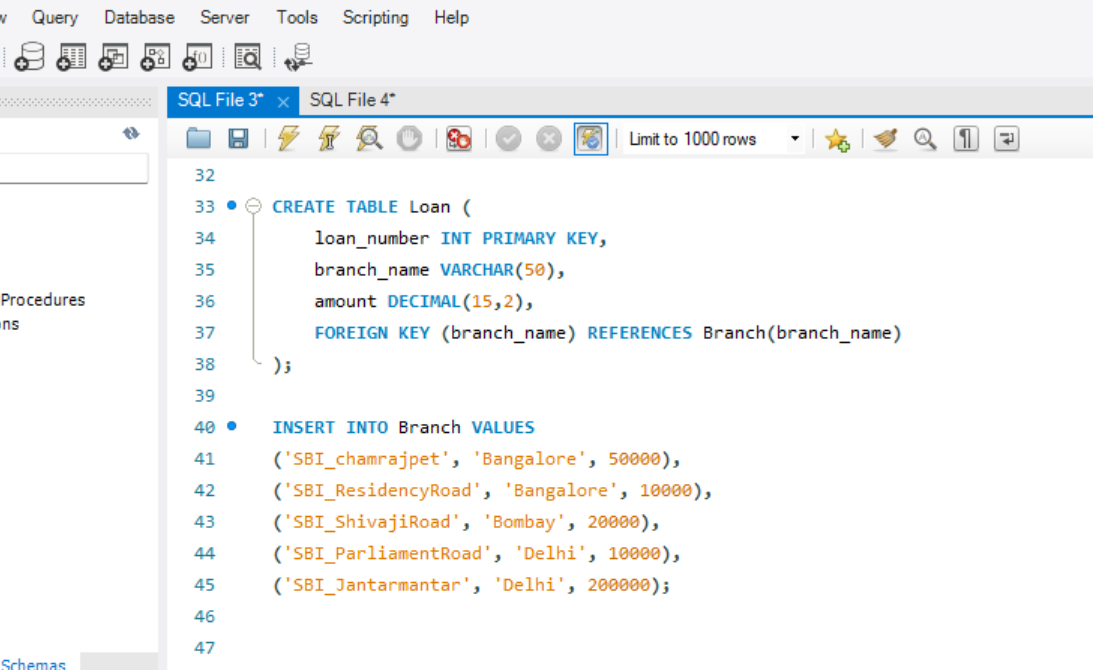 Query Database Server Tools Scripting Help
SQL File 3* × SQL File 4*
Limit to 1000 rows
32
33 CREATE TABLE Loan (
34 loan_number INT PRIMARY KEY,
35 branch_name VARCHAR(50),
36 amount DECIMAL(15,2),
37 FOREIGN KEY (branch_name) REFERENCES Branch(branch_name)
38 );
39
40 INSERT INTO Branch VALUES
41 ('SBI_chamrajpet', 'Bangalore', 50000),
42 ('SBI_ResidencyRoad', 'Bangalore', 10000),
43 ('SBI_ShivajiRoad', 'Bombay', 20000),
44 ('SBI_ParliamentRoad', 'Delhi', 10000),
45 ('SBI_Jantarmantar', 'Delhi', 200000);
46
47
Procedures
ns
Schemas